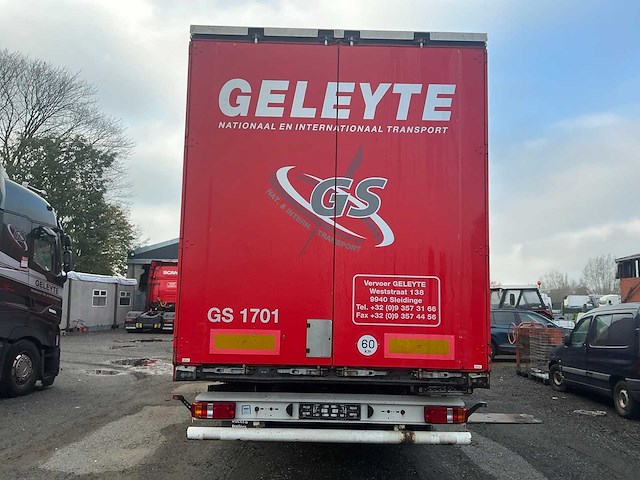 GELEYTE
NATIONAAL EN INTERNATIONAAL TRANSPORT
GS
NAT. & INTERN. TRANSPORT
Vervoer GELEYTE
Weststraat 138
9940 Sleidinge
Tel. +32 (0)9 357 31 66
Fax +32 (0)9 357 44 56
GS 1701
60
SCANIA
GELEYTE